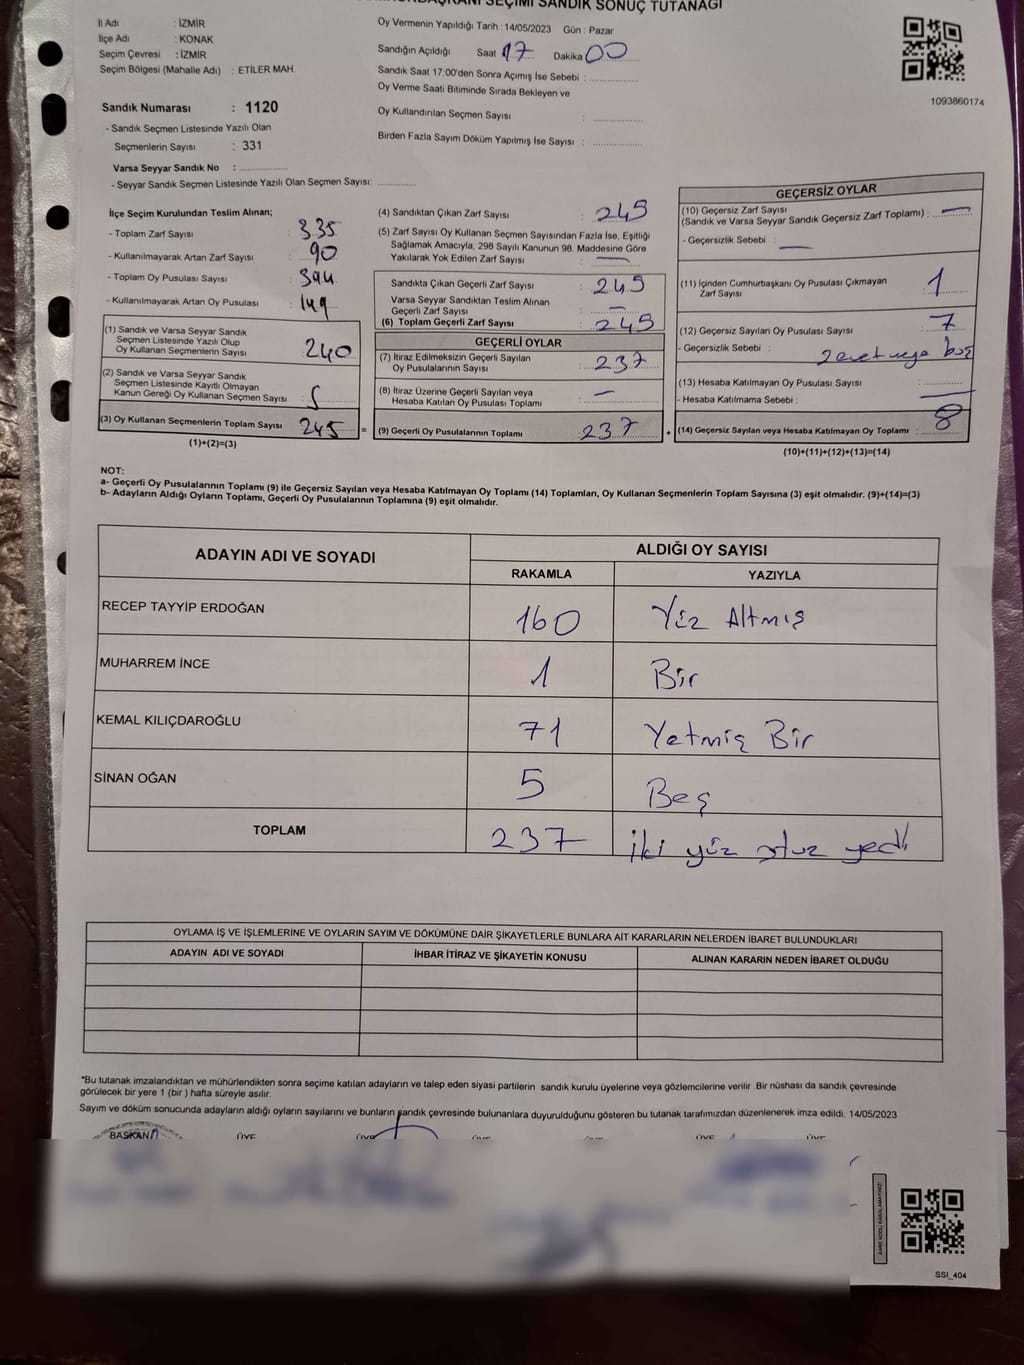 SEÇİMİ SANDIK SONUÇ TUTANAĞI
İl Adı : İZMİR
İlçe Adı : KONAK
Seçim Çevresi : İZMİR
Seçim Bölgesi (Mahalle Adı) : ETİLER MAH.
Sandık Numarası : 1120
- Sandık Seçmen Listesinde Yazılı Olan
Seçmenlerin Sayısı : 331
Varsa Seyyar Sandık No :
- Seyyar Sandık Seçmen Listesinde Yazılı Olan Seçmen Sayısı:
Oy Vermenin Yapıldığı Tarih : 14/05/2023 Gün : Pazar
Sandığın Açıldığı Saat 17 Dakika 00
Sandık Saat 17:00'den Sonra Açımış İse Sebebi :
Oy Verme Saati Bitiminde Sırada Bekleyen ve
Oy Kullandırılan Seçmen Sayısı :
Birden Fazla Sayım Döküm Yapılmış İse Sayısı :
1093860174
İlçe Seçim Kurulundan Teslim Alınan;
- Toplam Zarf Sayısı : 335
- Kullanılmayarak Artan Zarf Sayısı : 90
- Toplam Oy Pusulası Sayısı : 394
- Kullanılmayarak Artan Oy Pusulası : 149
(1) Sandık ve Varsa Seyyar Sandık
Seçmen Listesinde Yazılı Olup
Oy Kullanan Seçmenlerin Sayısı : 240
(2) Sandık ve Varsa Seyyar Sandık
Seçmen Listesinde Kayıtlı Olmayan
Kanun Gereği Oy Kullanan Seçmen Sayısı : 5
(3) Oy Kullanan Seçmenlerin Toplam Sayısı : 245 =
(1)+(2)=(3)
(4) Sandıktan Çıkan Zarf Sayısı : 245
(5) Zarf Sayısı Oy Kullanan Seçmen Sayısından Fazla İse, Eşitliği
Sağlamak Amacıyla, 298 Sayılı Kanunun 98. Maddesine Göre
Yakılarak Yok Edilen Zarf Sayısı : —
Sandıkta Çıkan Geçerli Zarf Sayısı : 245
Varsa Seyyar Sandıktan Teslim Alınan
Geçerli Zarf Sayısı : —
(6) Toplam Geçerli Zarf Sayısı : 245
GEÇERLİ OYLAR
(7) İtiraz Edilmeksizin Geçerli Sayılan
Oy Pusulalarının Sayısı : 237
(8) İtiraz Üzerine Geçerli Sayılan veya
Hesaba Katılan Oy Pusulaları Toplamı : —
(9) Geçerli Oy Pusulalarının Toplamı : 237 +
GEÇERSİZ OYLAR
(10) Geçersiz Zarf Sayısı
(Sandık ve Varsa Seyyar Sandık Geçersiz Zarf Toplamı) : —
- Geçersizlik Sebebi : —
(11) İçinden Cumhurbaşkanı Oy Pusulası Çıkmayan
Zarf Sayısı : 1
(12) Geçersiz Sayılan Oy Pusulası Sayısı : 7
- Geçersizlik Sebebi : 2 evet veya boş
(13) Hesaba Katılmayan Oy Pusulası Sayısı :
- Hesaba Katılmama Sebebi : —
(14) Geçersiz Sayılan veya Hesaba Katılmayan Oy Toplamı : 8
(10)+(11)+(12)+(13)=(14)
NOT:
a- Geçerli Oy Pusulalarının Toplamı (9) ile Geçersiz Sayılan veya Hesaba Katılmayan Oy Toplamı (14) Toplamları, Oy Kullanan Seçmenlerin Toplam Sayısına (3) eşit olmalıdır. (9)+(14)=(3)
b- Adayların Aldığı Oyların Toplamı, Geçerli Oy Pusulalarının Toplamına (9) eşit olmalıdır.
ADAYIN ADI VE SOYADI
ALDIĞI OY SAYISI
RAKAMLA YAZIYLA
RECEP TAYYİP ERDOĞAN 160 Yüz Altmış
MUHARREM İNCE 1 Bir
KEMAL KILIÇDAROĞLU 71 Yetmiş Bir
SİNAN OĞAN 5 Beş
TOPLAM 237 iki yüz otuz yedi
OYLAMA İŞ VE İŞLEMLERİNE VE OYLARIN SAYIM VE DÖKÜMÜNE DAİR ŞİKAYETLERLE BUNLARA AİT KARARLARIN NELERDEN İBARET BULUNDUKLARI
ADAYIN ADI VE SOYADI İHBAR İTİRAZ VE ŞİKAYETİN KONUSU ALINAN KARARIN NEDEN İBARET OLDUĞU
*Bu tutanak imzalandıktan ve mühürlendikten sonra seçime katılan adayların ve talep eden siyasi partilerin sandık kurulu üyelerine veya gözlemcilerine verilir .Bir nüshası da sandık çevresinde
görülecek bir yere 1 (bir ) hafta süreyle asılır.
Sayım ve döküm sonucunda adayların aldığı oyların sayılarını ve bunların sandık çevresinde bulunanlara duyurulduğunu gösteren bu tutanak tarafımızdan düzenlenerek imza edildi. 14/05/2023
BAŞKAN ÜYE ÜYE ÜYE ÜYE ÜYE ÜYE
KARE KODU KARALAMAYINIZ!
SSI_404